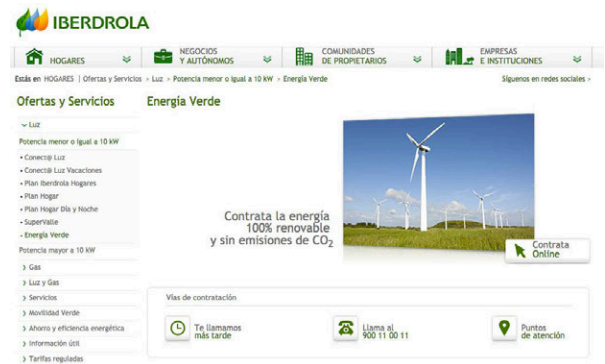 IBERDROLA
HOGARES
NEGOCIOS
Y AUTÓNOMOS
COMUNIDADES
DE PROPIETARIOS
EMPRESAS
E INSTITUCIONES
Estás en HOGARES | Ofertas y Servicios > Luz > Potencia menor o igual a 10 kW > Energía Verde
Síguenos en redes sociales >
Ofertas y Servicios
Luz
Potencia menor o igual a 10 kW
Conect@ Luz
Conect@ Luz Vacaciones
Plan Iberdrola Hogares
Plan Hogar
Plan Hogar Día y Noche
SuperValle
Energía Verde
Potencia mayor a 10 kW
Gas
Luz y Gas
Servicios
Movilidad Verde
Ahorro y eficiencia energética
Información útil
Tarifas reguladas
Energía Verde
Contrata la energía
100% renovable
y sin emisiones de CO2
Contrata
Online
Vías de contratación
Te llamamos
más tarde
Llama al
900 11 00 11
Puntos
de atención